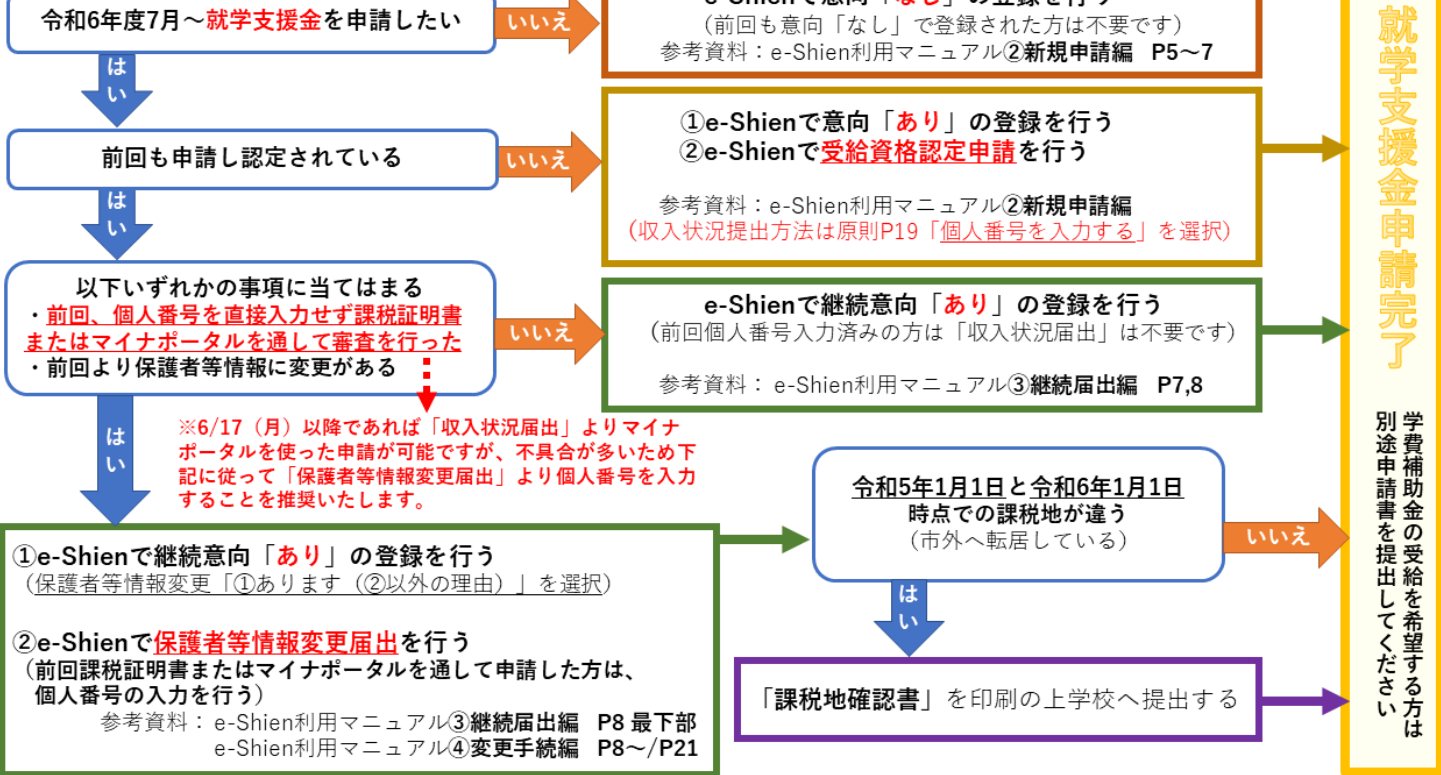 令和6年度7月～就学支援金を申請したい
いいえ
e-Shienで意向「なし」の登録を行う
（前回も意向「なし」で登録された方は不要です）
参考資料：e-Shien利用マニュアル②新規申請編 P5～7
はい
前回も申請し認定されている
いいえ
①e-Shienで意向「あり」の登録を行う
②e-Shienで受給資格認定申請を行う
参考資料：e-Shien利用マニュアル②新規申請編
（収入状況提出方法は原則P19「個人番号を入力する」を選択）
はい
以下いずれかの事項に当てはまる
・前回、個人番号を直接入力せず課税証明書
またはマイナポータルを通して審査を行った
・前回より保護者等情報に変更がある
いいえ
e-Shienで継続意向「あり」の登録を行う
（前回個人番号入力済みの方は「収入状況届出」は不要です）
参考資料： e-Shien利用マニュアル③継続届出編 P7,8
はい
※6/17（月）以降であれば「収入状況届出」よりマイナ
ポータルを使った申請が可能ですが、不具合が多いため下
記に従って「保護者等情報変更届出」より個人番号を入力
することを推奨いたします。
①e-Shienで継続意向「あり」の登録を行う
（保護者等情報変更「①あります（②以外の理由）」を選択）
②e-Shienで保護者等情報変更届出を行う
（前回課税証明書またはマイナポータルを通して申請した方は、
個人番号の入力を行う）
参考資料： e-Shien利用マニュアル③継続届出編 P8 最下部
e-Shien利用マニュアル④変更手続編 P8～/P21
令和5年1月1日と令和6年1月1日
時点での課税地が違う
（市外へ転居している）
いいえ
はい
「課税地確認書」を印刷の上学校へ提出する
就学支援金申請完了
学費補助金の受給を希望する方は
別途申請書を提出してください